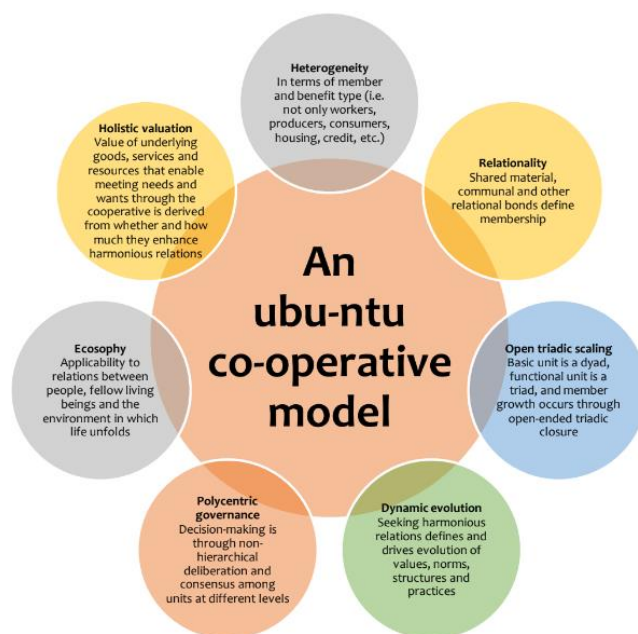 Heterogeneity
In terms of member
and benefit type (i.e.
not only workers,
producers, consumers,
housing, credit, etc.)
Relationality
Shared material,
communal and other
relational bonds define
membership
Open triadic scaling
Basic unit is a dyad,
functional unit is a
triad, and member
growth occurs through
open-ended triadic
closure
Dynamic evolution
Seeking harmonious
relations defines and
drives evolution of
values, norms,
structures and
practices
Polycentric
governance
Decision-making is
through non-
hierarchical
deliberation and
consensus among
units at different levels
Ecosophy
Applicability to
relations between
people, fellow living
beings and the
environment in which
life unfolds
Holistic valuation
Value of underlying
goods, services and
resources that enable
meeting needs and
wants through the
cooperative is derived
from whether and how
much they enhance
harmonious relations
An
ubu-ntu
co-operative
model